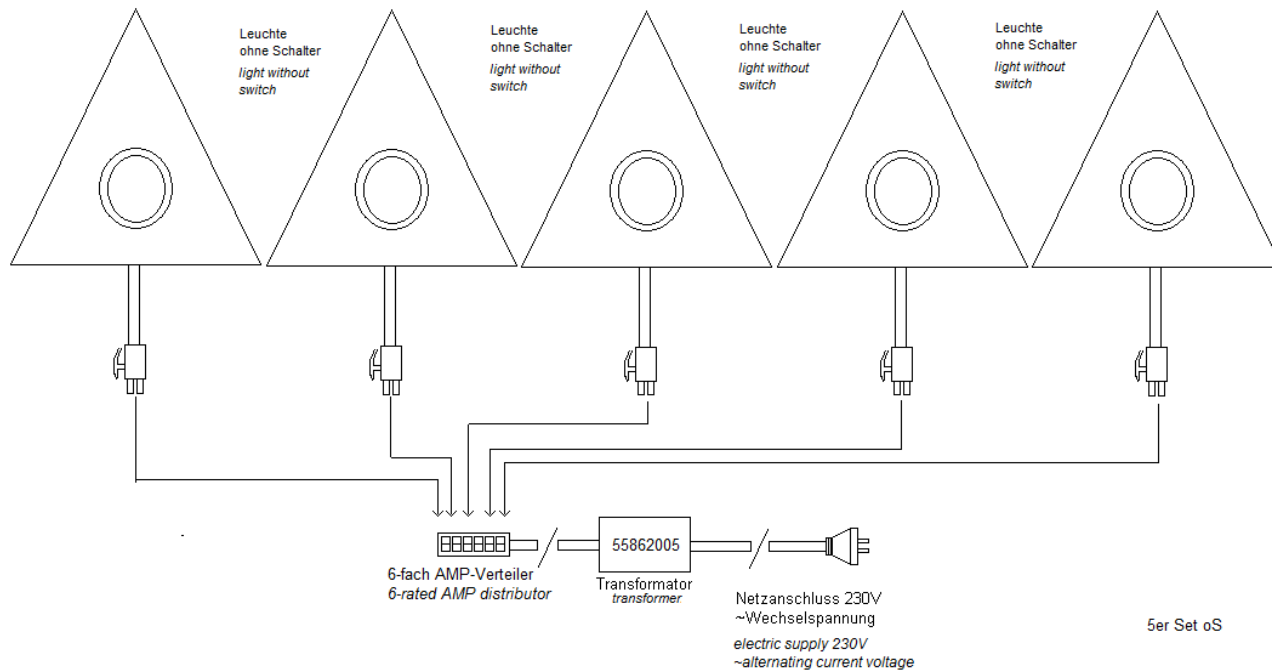 Leuchte
ohne Schalter
light without
switch
Leuchte
ohne Schalter
light without
switch
Leuchte
ohne Schalter
light without
switch
Leuchte
ohne Schalter
light without
switch
55862005
6-fach AMP-Verteiler
6-rated AMP distributor
Transformator
transformer
Netzanschluss 230V
~Wechselspannung
electric supply 230V
~alternating current voltage
5er Set oS